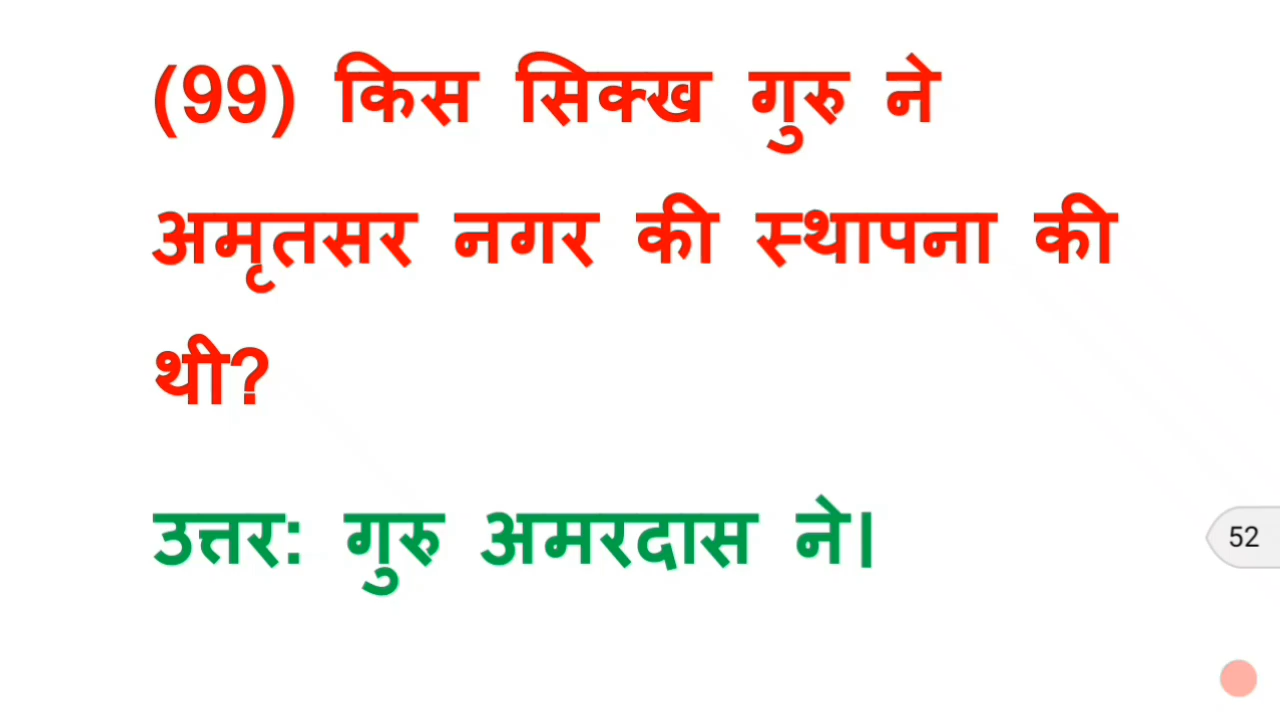 (99) किस सिक्ख गुरु ने
अमृतसर नगर की स्थापना की
थी?
उत्तर: गुरु अमरदास ने।
52